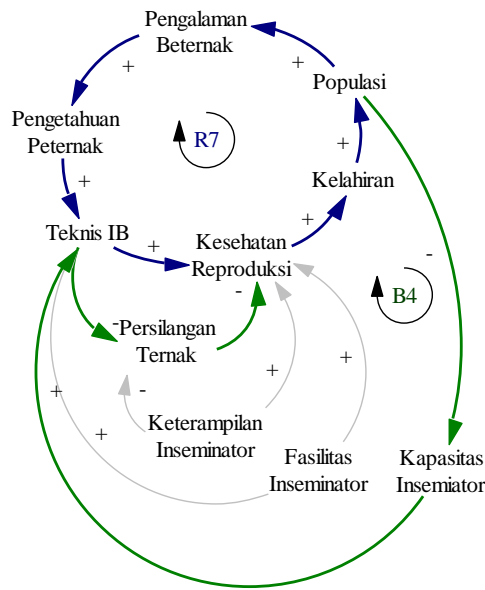 Pengalaman
Beternak
+
+
Populasi
Pengetahuan
Peternak
R7
+
+
Kelahiran
+
Teknis IB
+
Kesehatan
Reproduksi
-
B4
-
-
Persilangan
Ternak
+
+
-
+
Keterampilan
Inseminator
+
Fasilitas
Inseminator
Kapasitas
Insemiator